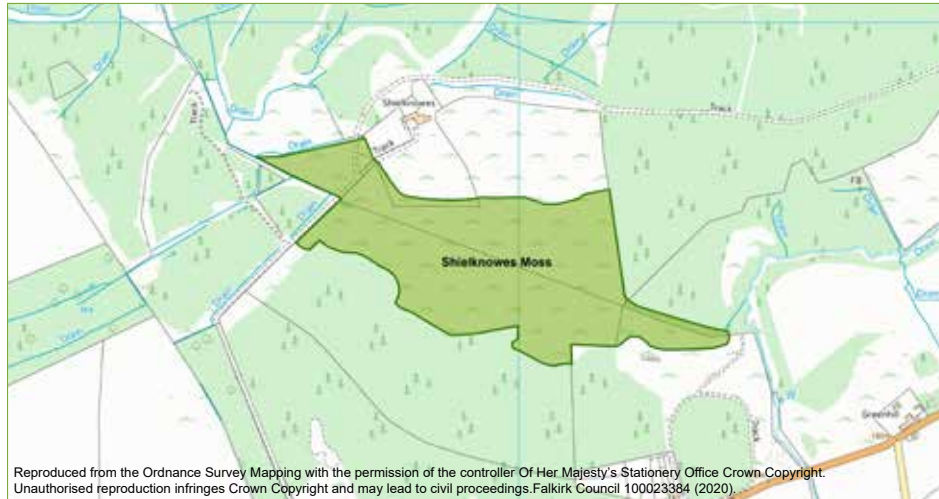 Drain
Drain
Drain
Drain
Drain
Drain
Shielknowes
Track
Track
Drain
Track
FB
Drain
Drain
Shielknowes Moss
Drain
Drain
Drain
Greenhill
Track
Reproduced from the Ordnance Survey Mapping with the permission of the controller Of Her Majesty's Stationery Office Crown Copyright.
Unauthorised reproduction infringes Crown Copyright and may lead to civil proceedings.Falkirk Council 100023384 (2020)